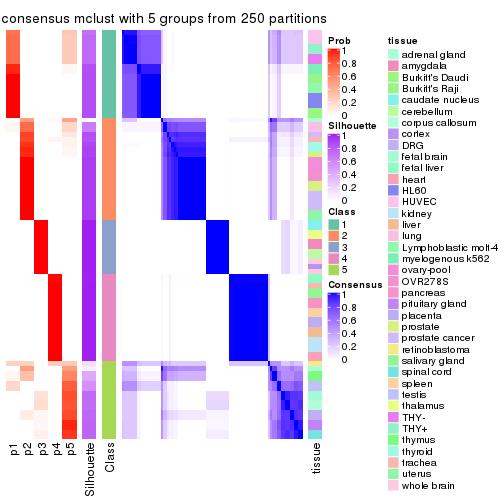 consensus mclust with 5 groups from 250 partitions
Prob
1
0.8
0.6
0.4
0.2
0
Silhouette
1
0.8
0.6
0.4
0.2
0
Class
1
2
3
4
5
Consensus
1
0.8
0.6
0.4
0.2
0
tissue
adrenal gland
amygdala
Burkitt's Daudi
Burkitt's Raji
caudate nucleus
cerebellum
corpus callosum
cortex
DRG
fetal brain
fetal liver
heart
HL60
HUVEC
kidney
liver
lung
Lymphoblastic molt-4
myelogenous k562
ovary-pool
OVR278S
pancreas
pituitary gland
placenta
prostate
prostate cancer
retinoblastoma
salivary gland
spinal cord
spleen
testis
thalamus
THY-
THY+
thymus
thyroid
trachea
uterus
whole brain
p1
p2
p3
p4
p5
Silhouette
Class
tissue